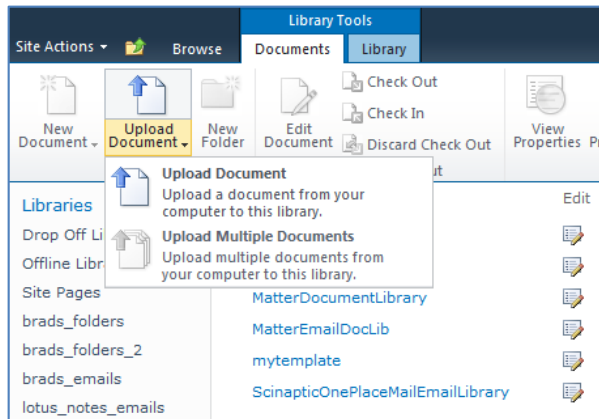 Library Tools
Site Actions
Browse
Documents
Library
New
Document
Upload
Document
New
Folder
Edit
Document
Check Out
Check In
Discard Check Out
View
Properties
Upload Document
Upload a document from your
computer to this library.
Upload Multiple Documents
Upload multiple documents from
your computer to this library.
Libraries
Drop Off Li
Offline Libr
Site Pages
brads_folders
brads_folders_2
brads_emails
lotus_notes_emails
Edit
MatterDocumentLibrary
MatterEmailDocLib
mytemplate
ScinapticOnePlaceMailEmailLibrary